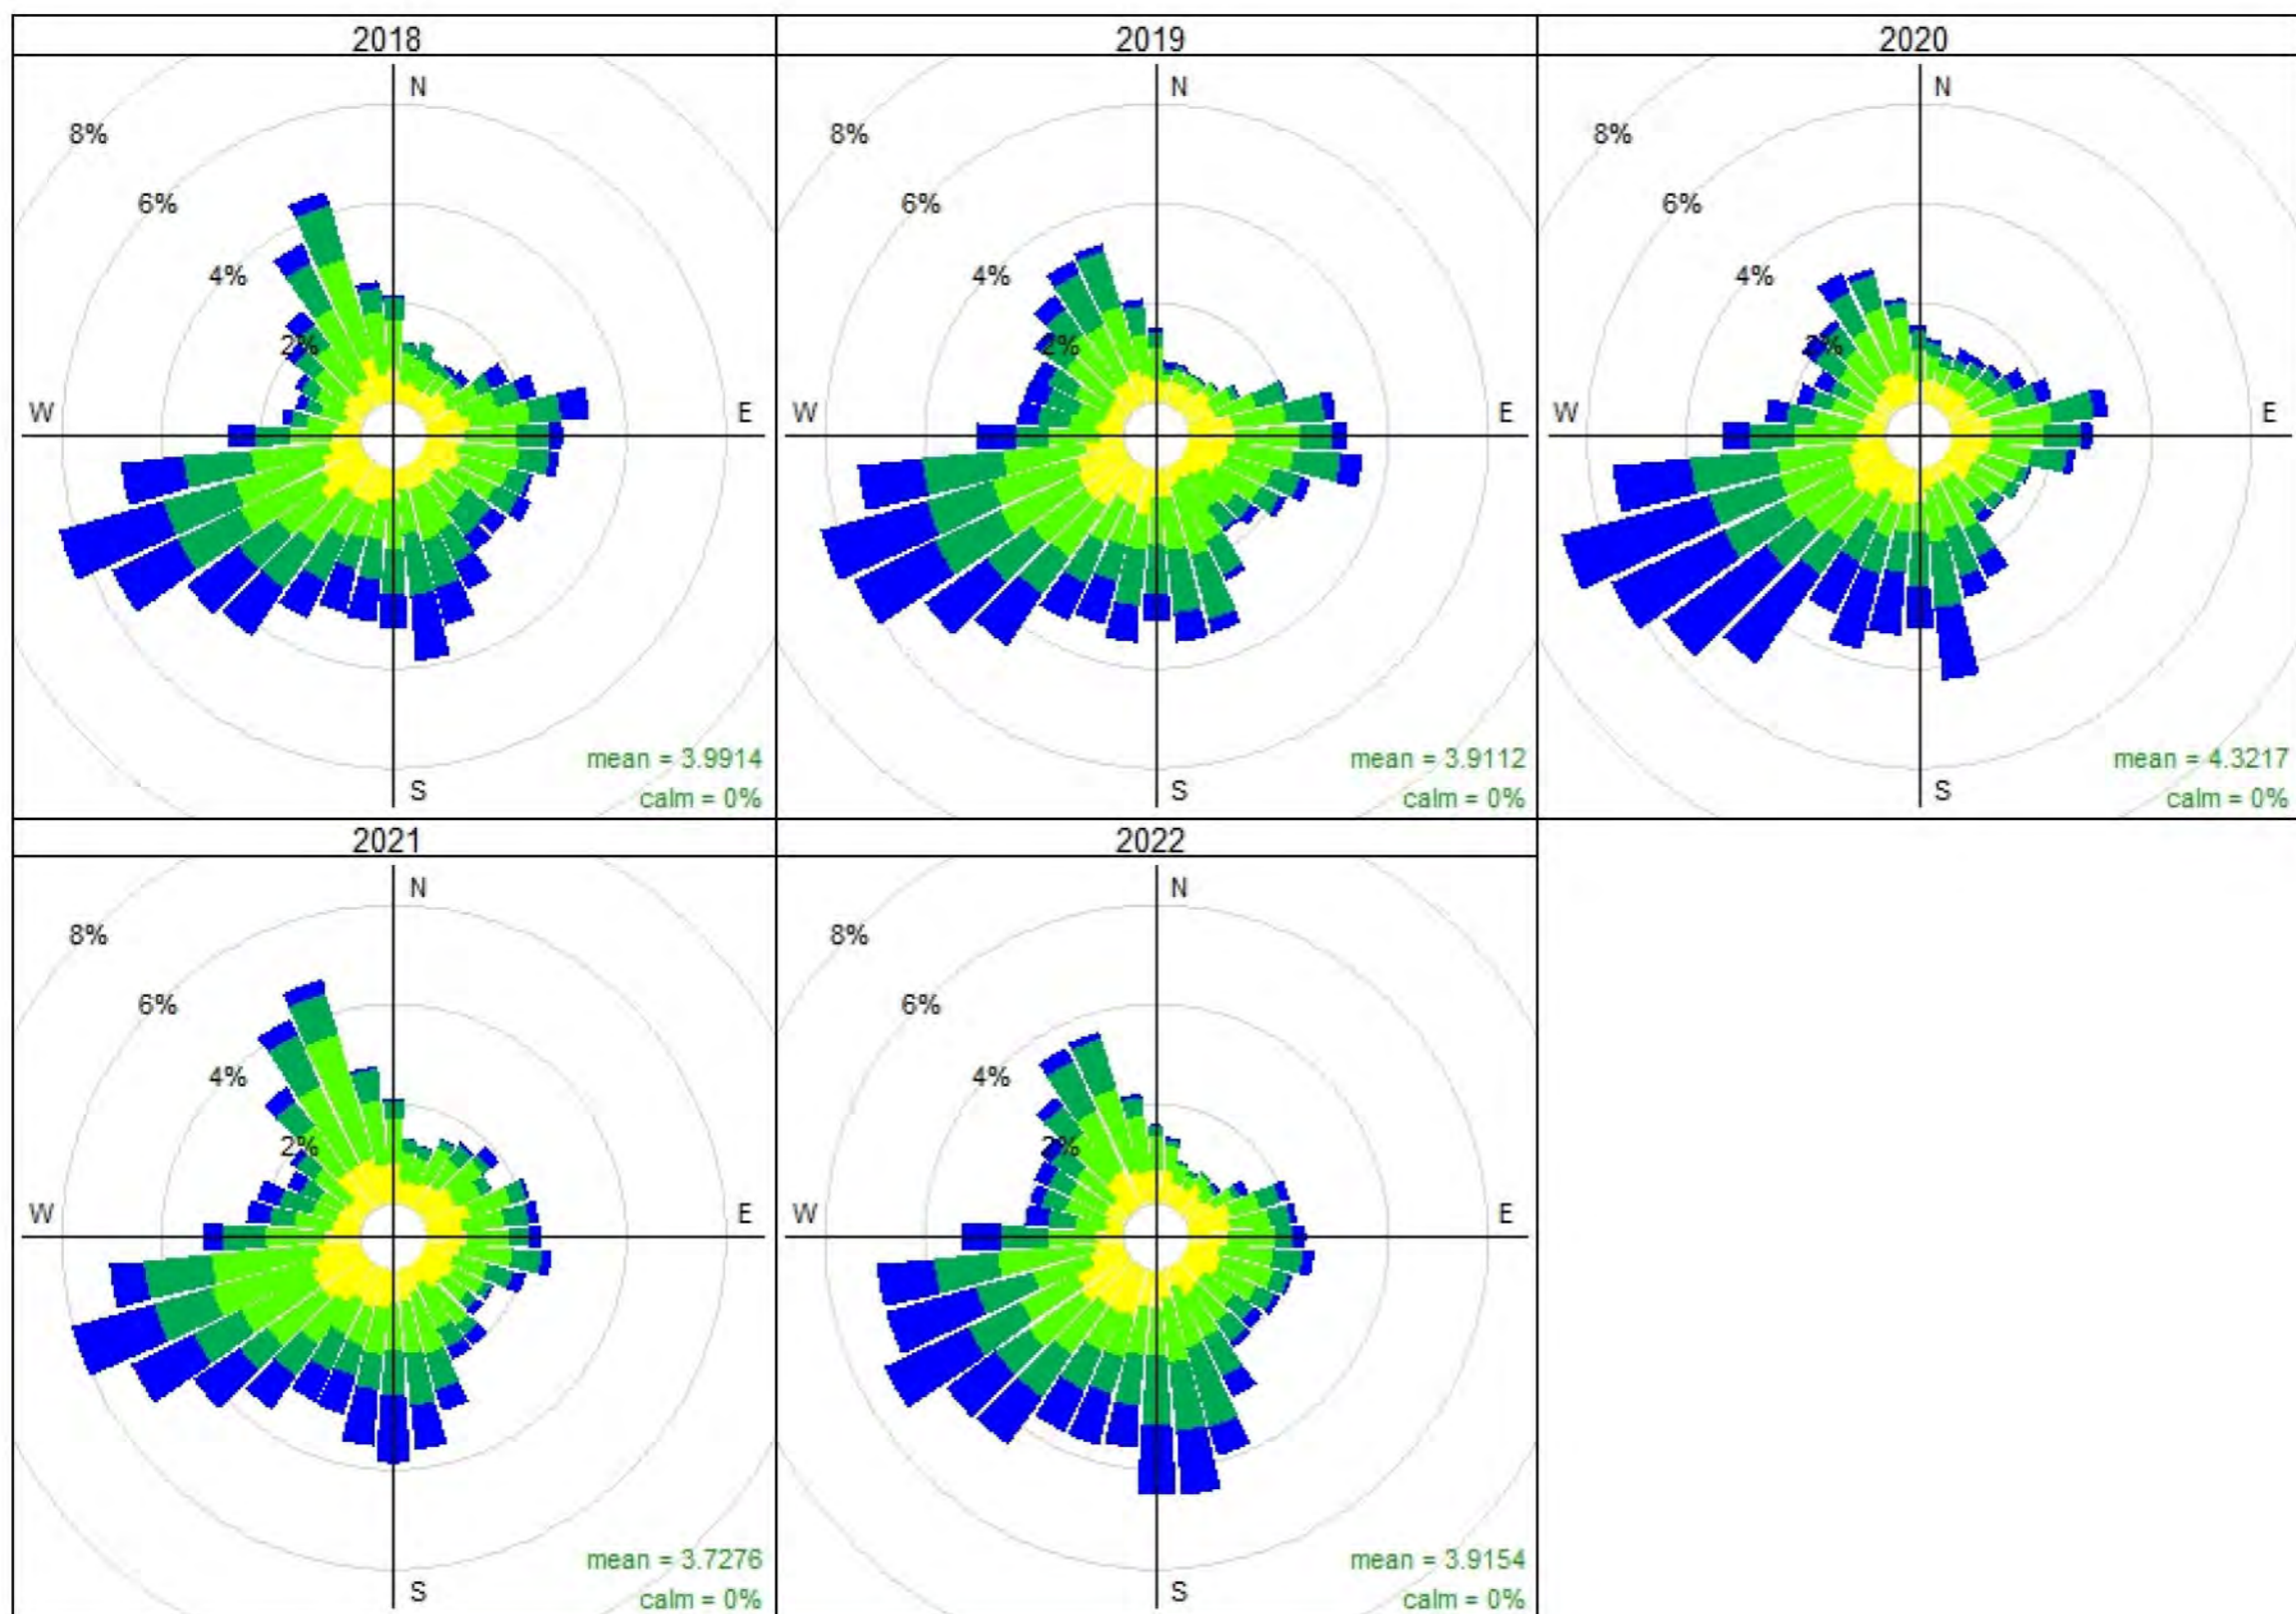 2018
N
8%
6%
4%
2%
W
E
mean = 3.9914
S
calm = 0%
2019
N
8%
6%
4%
2%
W
E
mean = 3.9112
S
calm = 0%
2020
N
8%
6%
4%
2%
W
E
mean = 4.3217
S
calm = 0%
2021
N
8%
6%
4%
2%
W
E
mean = 3.7276
S
calm = 0%
2022
N
8%
6%
4%
2%
W
E
mean = 3.9154
S
calm = 0%